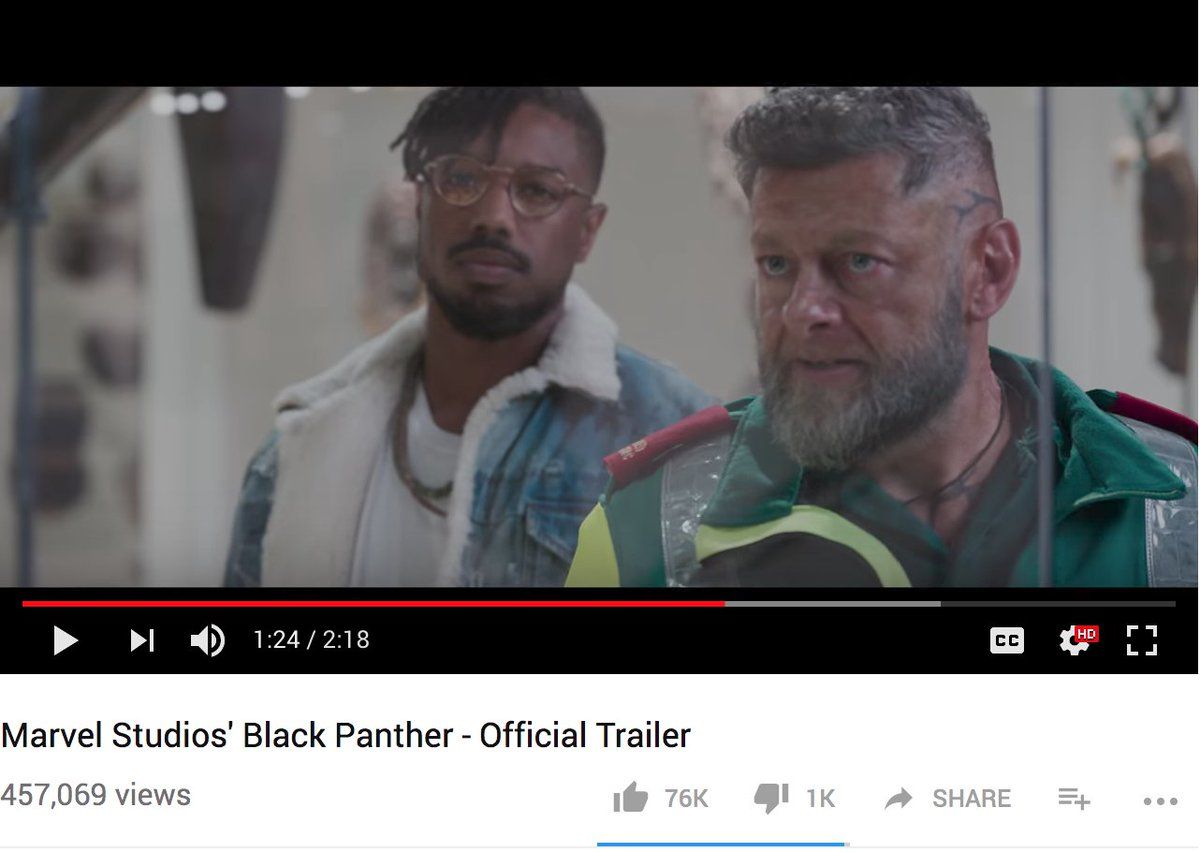 1:24 / 2:18
CC
HD
Marvel Studios' Black Panther - Official Trailer
457,069 views
76K
1K
SHARE